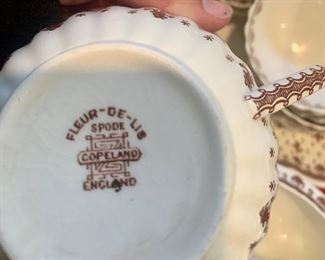 FLEUR-DE-LIS
SPODE
COPELAND
ENGLAND